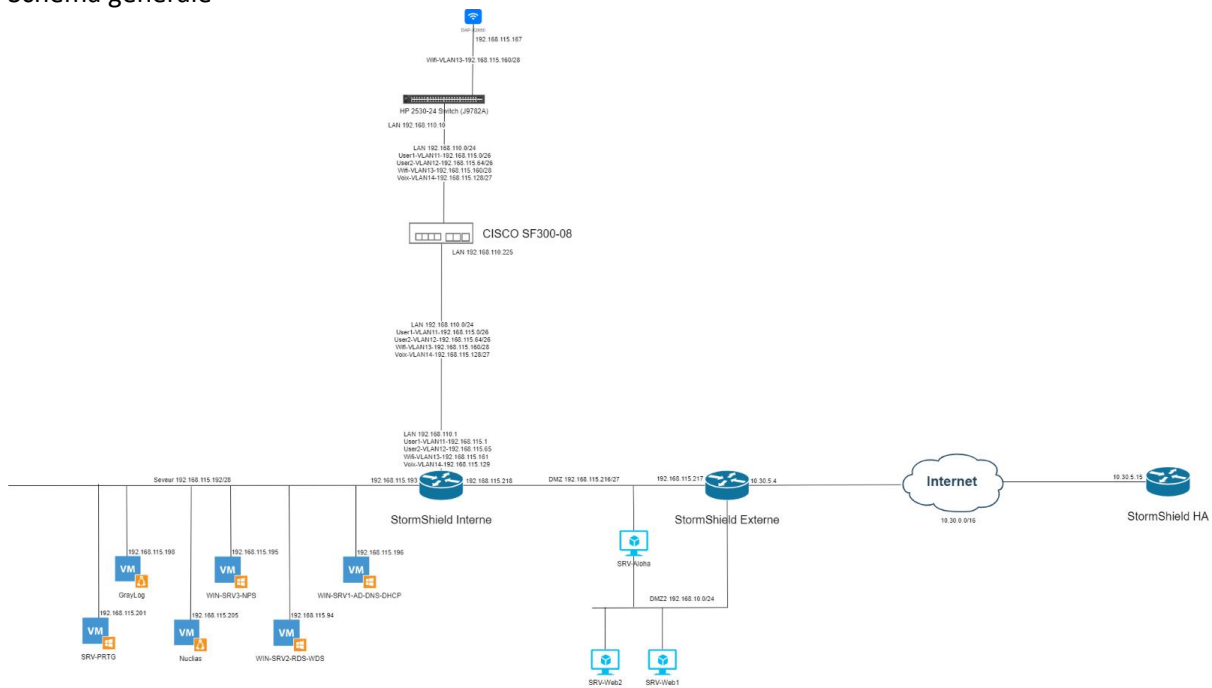 Schéma générale
192.168.115.167
Wifi-VLAN13-192.168.115.160/28
HP 2530-24 Switch (J9782A)
LAN 192.168.110.10
LAN 192.168.110.0/24
User1-VLAN11-192.168.115.0/26
User2-VLAN12-192.168.115.64/26
Wifi-VLAN13-192.168.115.160/28
Voix-VLAN14-192.168.115.128/27
CISCO SF300-08
LAN 192.168.110.225
LAN 192.168.110.0/24
User1-VLAN11-192.168.115.0/26
User2-VLAN12-192.168.115.64/26
Wifi-VLAN13-192.168.115.160/28
Voix-VLAN14-192.168.115.128/27
LAN 192.168.110.1
User1-VLAN11-192.168.115.1
User2-VLAN12-192.168.115.65
Wifi-VLAN13-192.168.115.161
Voix-VLAN14-192.168.115.129
Seveur 192.168.115.192/28
192.168.115.193
192.168.115.218
DMZ 192.168.115.216/27
192.168.115.217
10.30.5.4
Internet
10.30.5.15
StormShield Interne
StormShield Externe
10.30.0.0/16
StormShield HA
192.168.115.198
192.168.115.195
192.168.115.196
VM
VM
VM
SRV-Aloha
GrayLog
WIN-SRV3-NPS
WIN-SRV1-AD-DNS-DHCP
DMZ2 192.168.10.0/24
192.168.115.201
192.168.115.205
192.168.115.94
VM
VM
VM
SRV-PRTG
Nuclias
WIN-SRV2-RDS-WDS
SRV-Web2
SRV-Web1